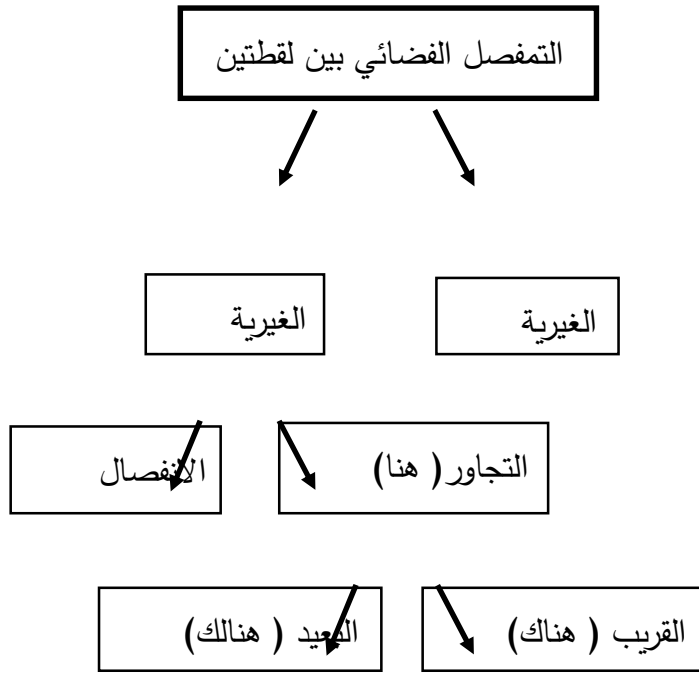 التمفصل الفضائي بين لقطتين
الغيرية
الغيرية
التجاور( هنا)
الانفصال
القريب ( هناك)
البعيد ( هنالك)